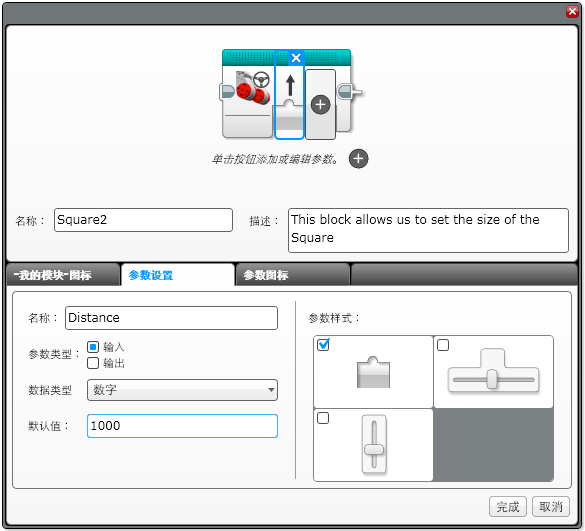 单击按钮添加或编辑参数。
名称： Square2
描述： This block allows us to set the size of the
Square
-我的模块-图标 参数设置 参数图标
名称： Distance
参数样式：
参数类型： 输入
输出
数据类型 数字
默认值： 1000
完成 取消